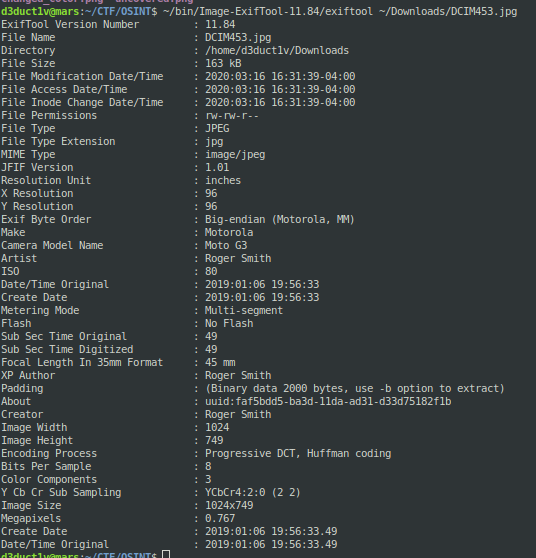 d3duct1v@mars:~/CTF/OSINT$ ~/bin/Image-ExifTool-11.84/exiftool ~/Downloads/DCIM453.jpg
ExifTool Version Number : 11.84
File Name : DCIM453.jpg
Directory : /home/d3duct1v/Downloads
File Size : 163 kB
File Modification Date/Time : 2020:03:16 16:31:39-04:00
File Access Date/Time : 2020:03:16 16:31:39-04:00
File Inode Change Date/Time : 2020:03:16 16:31:39-04:00
File Permissions : rw-rw-r--
File Type : JPEG
File Type Extension : jpg
MIME Type : image/jpeg
JFIF Version : 1.01
Resolution Unit : inches
X Resolution : 96
Y Resolution : 96
Exif Byte Order : Big-endian (Motorola, MM)
Make : Motorola
Camera Model Name : Moto G3
Artist : Roger Smith
ISO : 80
Date/Time Original : 2019:01:06 19:56:33
Create Date : 2019:01:06 19:56:33
Metering Mode : Multi-segment
Flash : No Flash
Sub Sec Time Original : 49
Sub Sec Time Digitized : 49
Focal Length In 35mm Format : 45 mm
XP Author : Roger Smith
Padding : (Binary data 2000 bytes, use -b option to extract)
About : uuid:faf5bdd5-ba3d-11da-ad31-d33d75182f1b
Creator : Roger Smith
Image Width : 1024
Image Height : 749
Encoding Process : Progressive DCT, Huffman coding
Bits Per Sample : 8
Color Components : 3
Y Cb Cr Sub Sampling : YCbCr4:2:0 (2 2)
Image Size : 1024x749
Megapixels : 0.767
Create Date : 2019:01:06 19:56:33.49
Date/Time Original : 2019:01:06 19:56:33.49
d3duct1v@mars:~/CTF/OSINT$